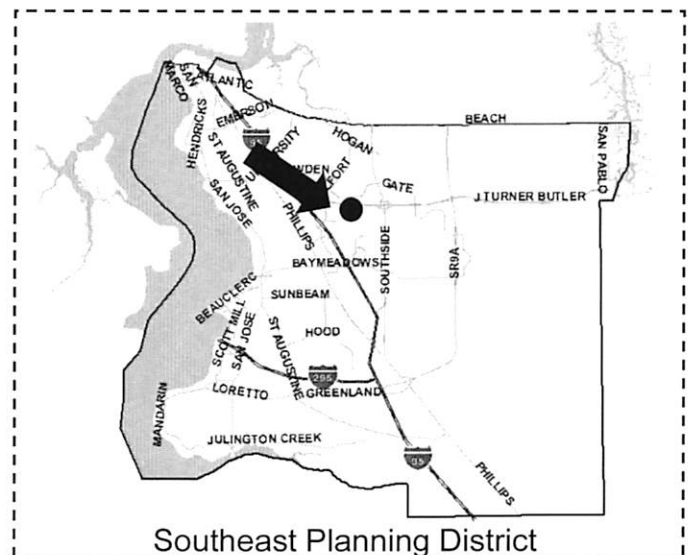 SAN
MARCO
ATLANTIC
EMERSON
HENDRICKS
BEACH
HOGAN
ST AUGUSTINE
SAN JOSE
SAN PABLO
GATE
J.TURNER BUTLER
PHILLIPS
SOUTHSIDE
SR9A
BAYMEADOWS
BEAUCLERC
SUNBEAM
SCOTT MILL
SAN JOSE
ST AUGUSTINE
HOOD
295
LORETTO
GREENLAND
MANDARIN
JULINGTON CREEK
95
PHILLIPS
Southeast Planning District